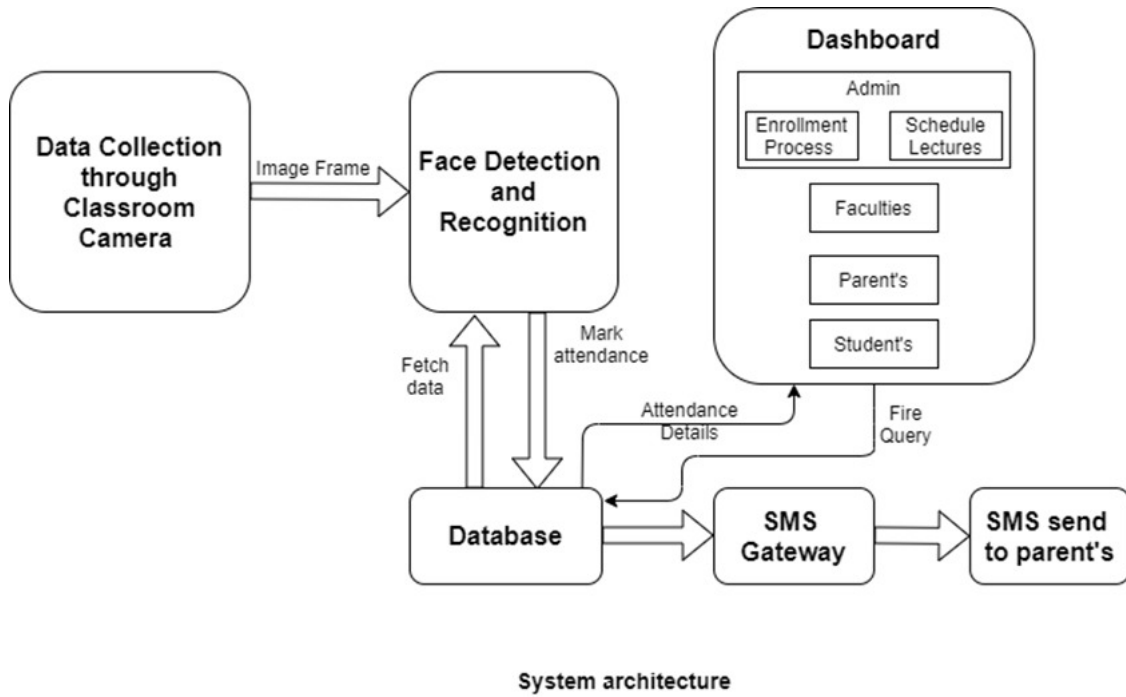 Data Collection
through
Classroom
Camera
Image Frame
Face Detection
and
Recognition
Dashboard
Admin
Enrollment
Process
Schedule
Lectures
Faculties
Parent's
Student's
Fetch
data
Mark
attendance
Attendance
Details
Fire
Query
Database
SMS
Gateway
SMS send
to parent's
System architecture